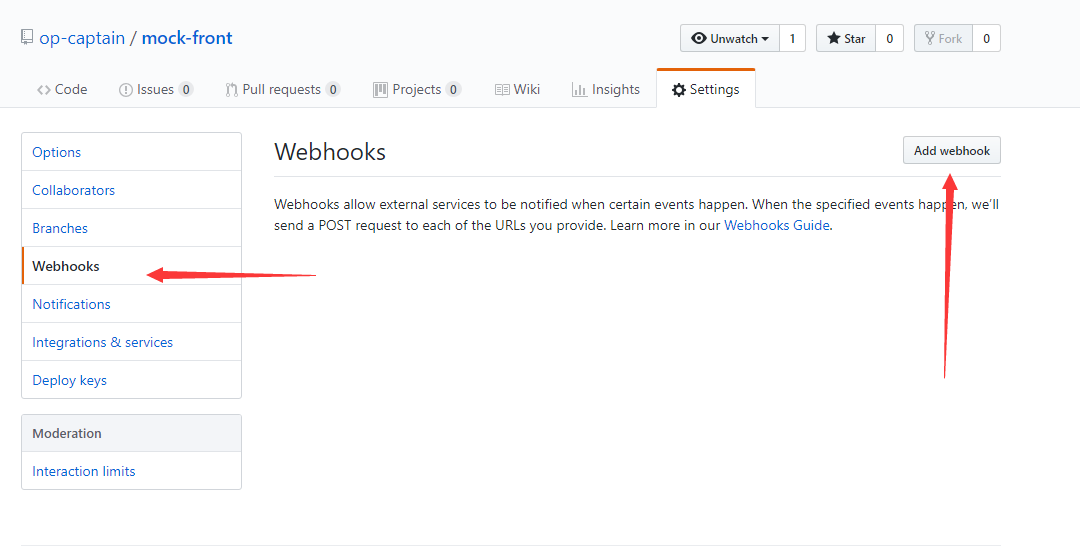 op-captain / mock-front
Unwatch 1 Star 0 Fork 0
Code Issues 0 Pull requests 0 Projects 0 Wiki Insights Settings
Options
Collaborators
Branches
Webhooks
Notifications
Integrations & services
Deploy keys
Moderation
Interaction limits
Webhooks
Add webhook
Webhooks allow external services to be notified when certain events happen. When the specified events happen, we’ll
send a POST request to each of the URLs you provide. Learn more in our Webhooks Guide.